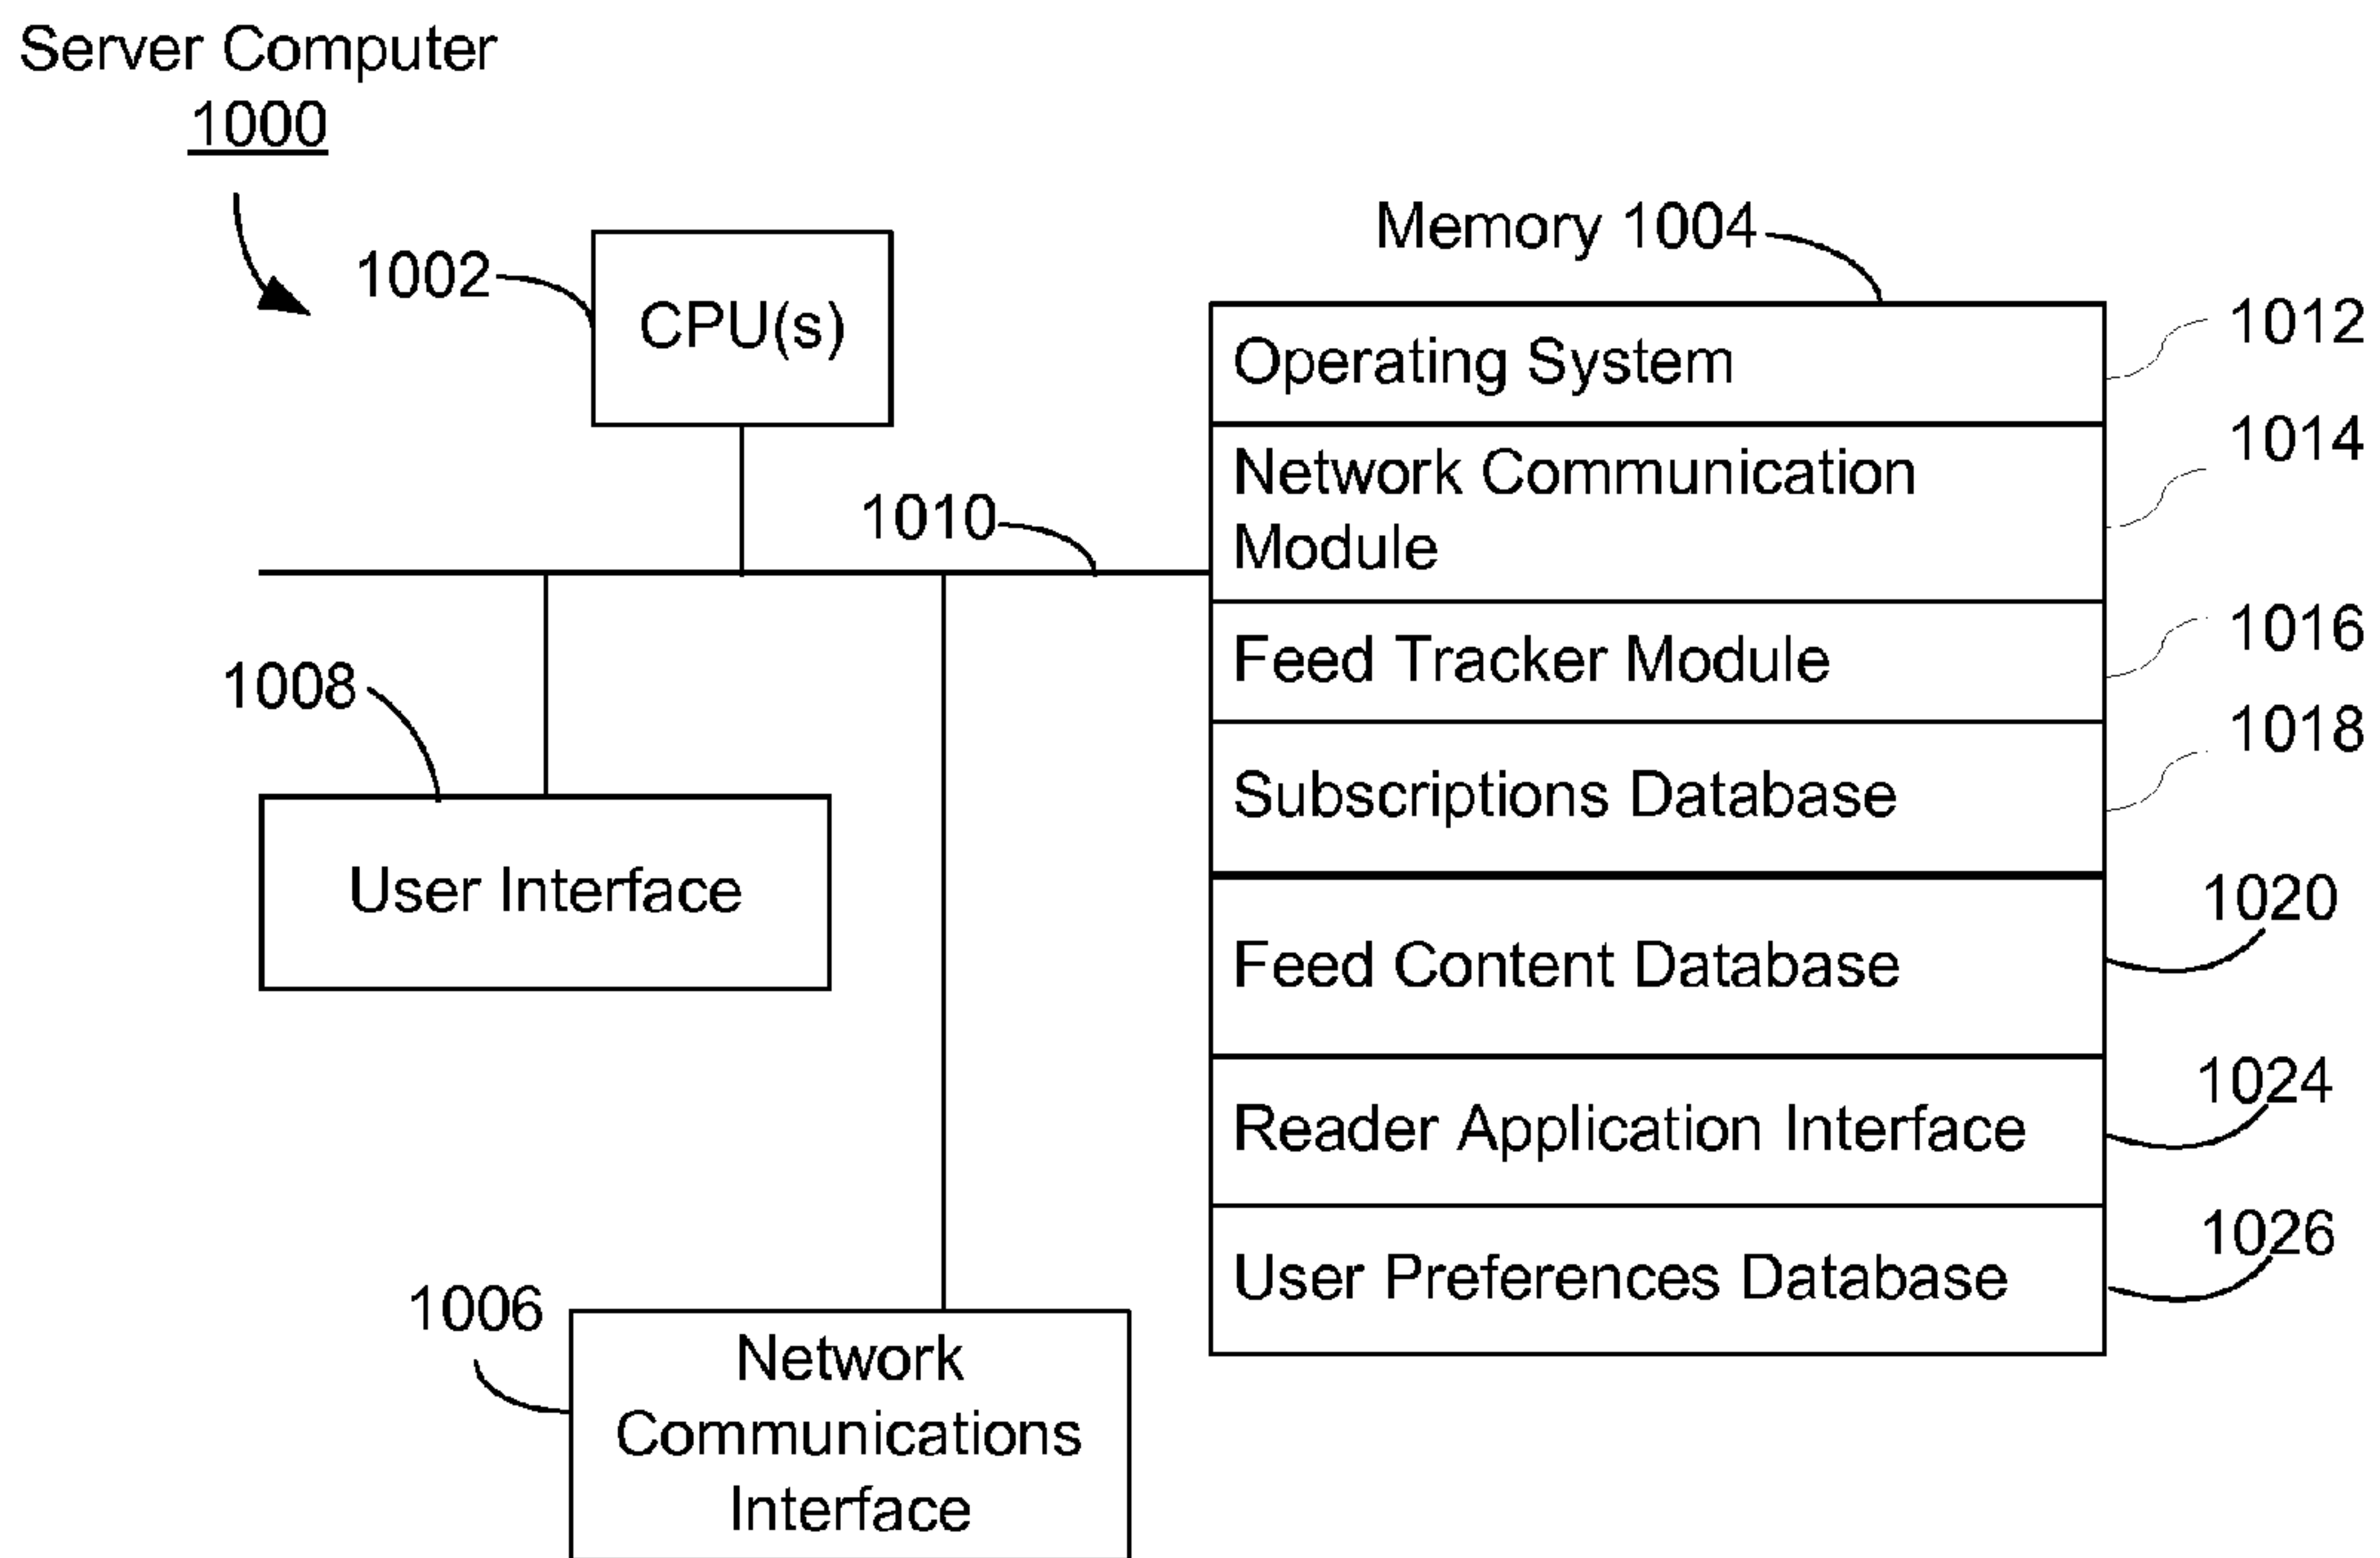 Server Computer
1000
1002
CPU(s)
Memory 1004
Operating System
1012
Network Communication
Module
1014
1010
Feed Tracker Module
1016
1008
Subscriptions Database
1018
User Interface
Feed Content Database
1020
Reader Application Interface
1024
User Preferences Database
1026
1006
Network
Communications
Interface